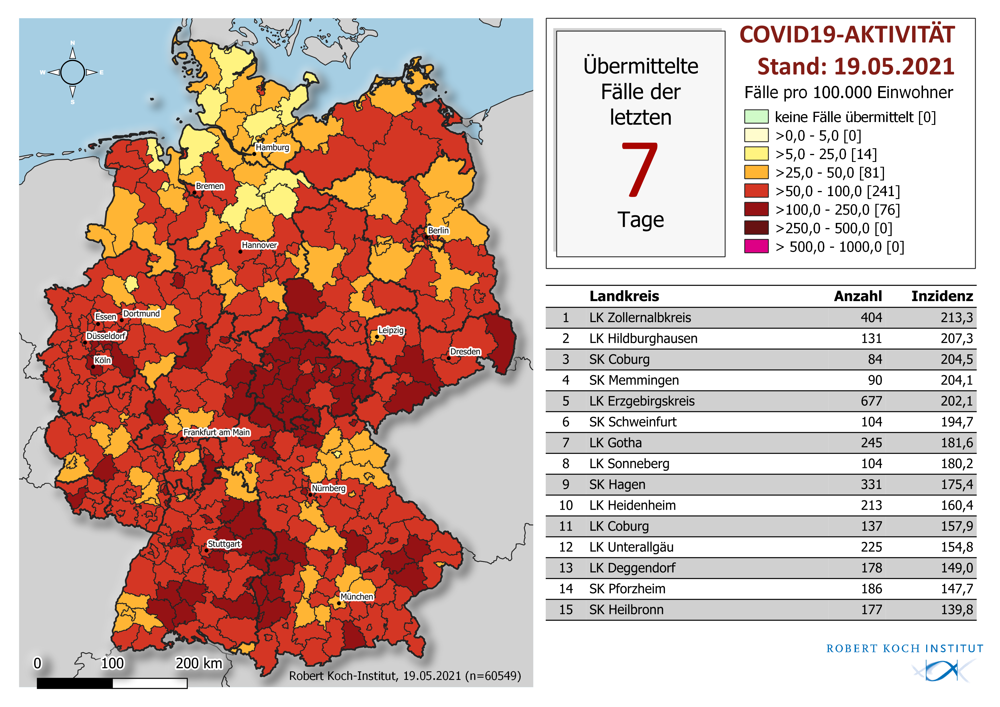 N
W
E
S
Hamburg
Bremen
Berlin
Hannover
Essen
Dortmund
Düsseldorf
Leipzig
Köln
Dresden
Frankfurt am Main
Nürnberg
Stuttgart
München
0 100 200 km
Robert Koch-Institut, 19.05.2021 (n=60549)
Übermittelte
Fälle der
letzten
7
Tage
COVID19-AKTIVITÄT
Stand: 19.05.2021
Fälle pro 100.000 Einwohner
keine Fälle übermittelt [0]
>0,0 - 5,0 [0]
>5,0 - 25,0 [14]
>25,0 - 50,0 [81]
>50,0 - 100,0 [241]
>100,0 - 250,0 [76]
>250,0 - 500,0 [0]
> 500,0 - 1000,0 [0]
Landkreis Anzahl Inzidenz
1 LK Zollernalbkreis 404 213,3
2 LK Hildburghausen 131 207,3
3 SK Coburg 84 204,5
4 SK Memmingen 90 204,1
5 LK Erzgebirgskreis 677 202,1
6 SK Schweinfurt 104 194,7
7 LK Gotha 245 181,6
8 LK Sonneberg 104 180,2
9 SK Hagen 331 175,4
10 LK Heidenheim 213 160,4
11 LK Coburg 137 157,9
12 LK Unterallgäu 225 154,8
13 LK Deggendorf 178 149,0
14 SK Pforzheim 186 147,7
15 SK Heilbronn 177 139,8
ROBERT KOCH INSTITUT